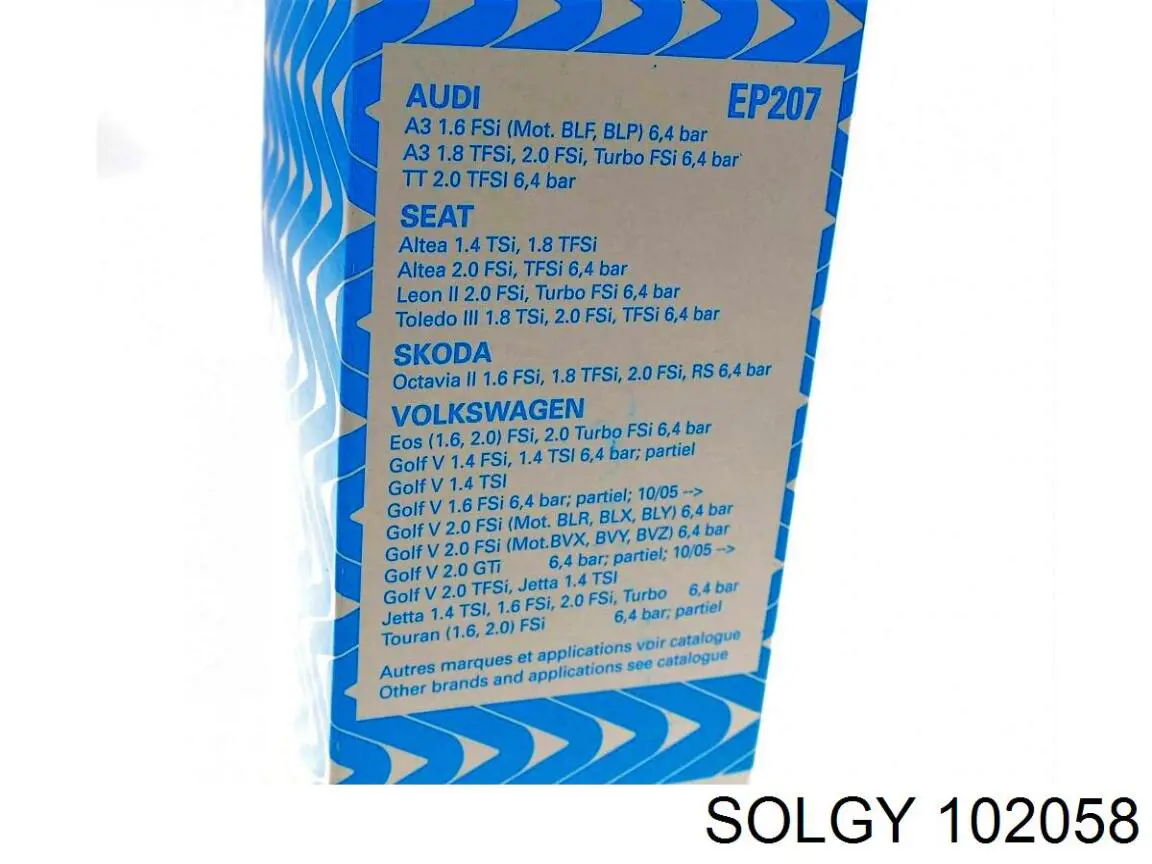 EP207
AUDI
A3 1.6 FSi (Mot. BLF, BLP) 6,4 bar
A3 1.8 TFSi, 2.0 FSi, Turbo FSi 6,4 bar
TT 2.0 TFSI 6,4 bar
SEAT
Altea 1.4 TSi, 1.8 TFSi
Altea 2.0 FSi, TFSi 6,4 bar
Leon II 2.0 FSi, Turbo FSi 6,4 bar
Toledo III 1.8 TSi, 2.0 FSi, TFSi 6,4 bar
SKODA
Octavia II 1.6 FSi, 1.8 TFSi, 2.0 FSi, RS 6,4 bar
VOLKSWAGEN
Eos (1.6, 2.0) FSi, 2.0 Turbo FSi 6,4 bar
Golf V 1.4 FSi, 1.4 TSI 6,4 bar; partiel
Golf V 1.4 TSI
Golf V 1.6 FSi 6,4 bar; partiel; 10/05 -->
Golf V 2.0 FSi (Mot. BLR, BLX, BLY) 6,4 bar
Golf V 2.0 FSi (Mot.BVX, BVY, BVZ) 6,4 bar
Golf V 2.0 GTi 6,4 bar; partiel; 10/05 -->
Golf V 2.0 TFSi, Jetta 1.4 TSI
Jetta 1.4 TSI, 1.6 FSi, 2.0 FSi, Turbo 6,4 bar
Touran (1.6, 2.0) FSi 6,4 bar; partiel
Autres marques et applications voir catalogue
Other brands and applications see catalogue
SOLGY 102058